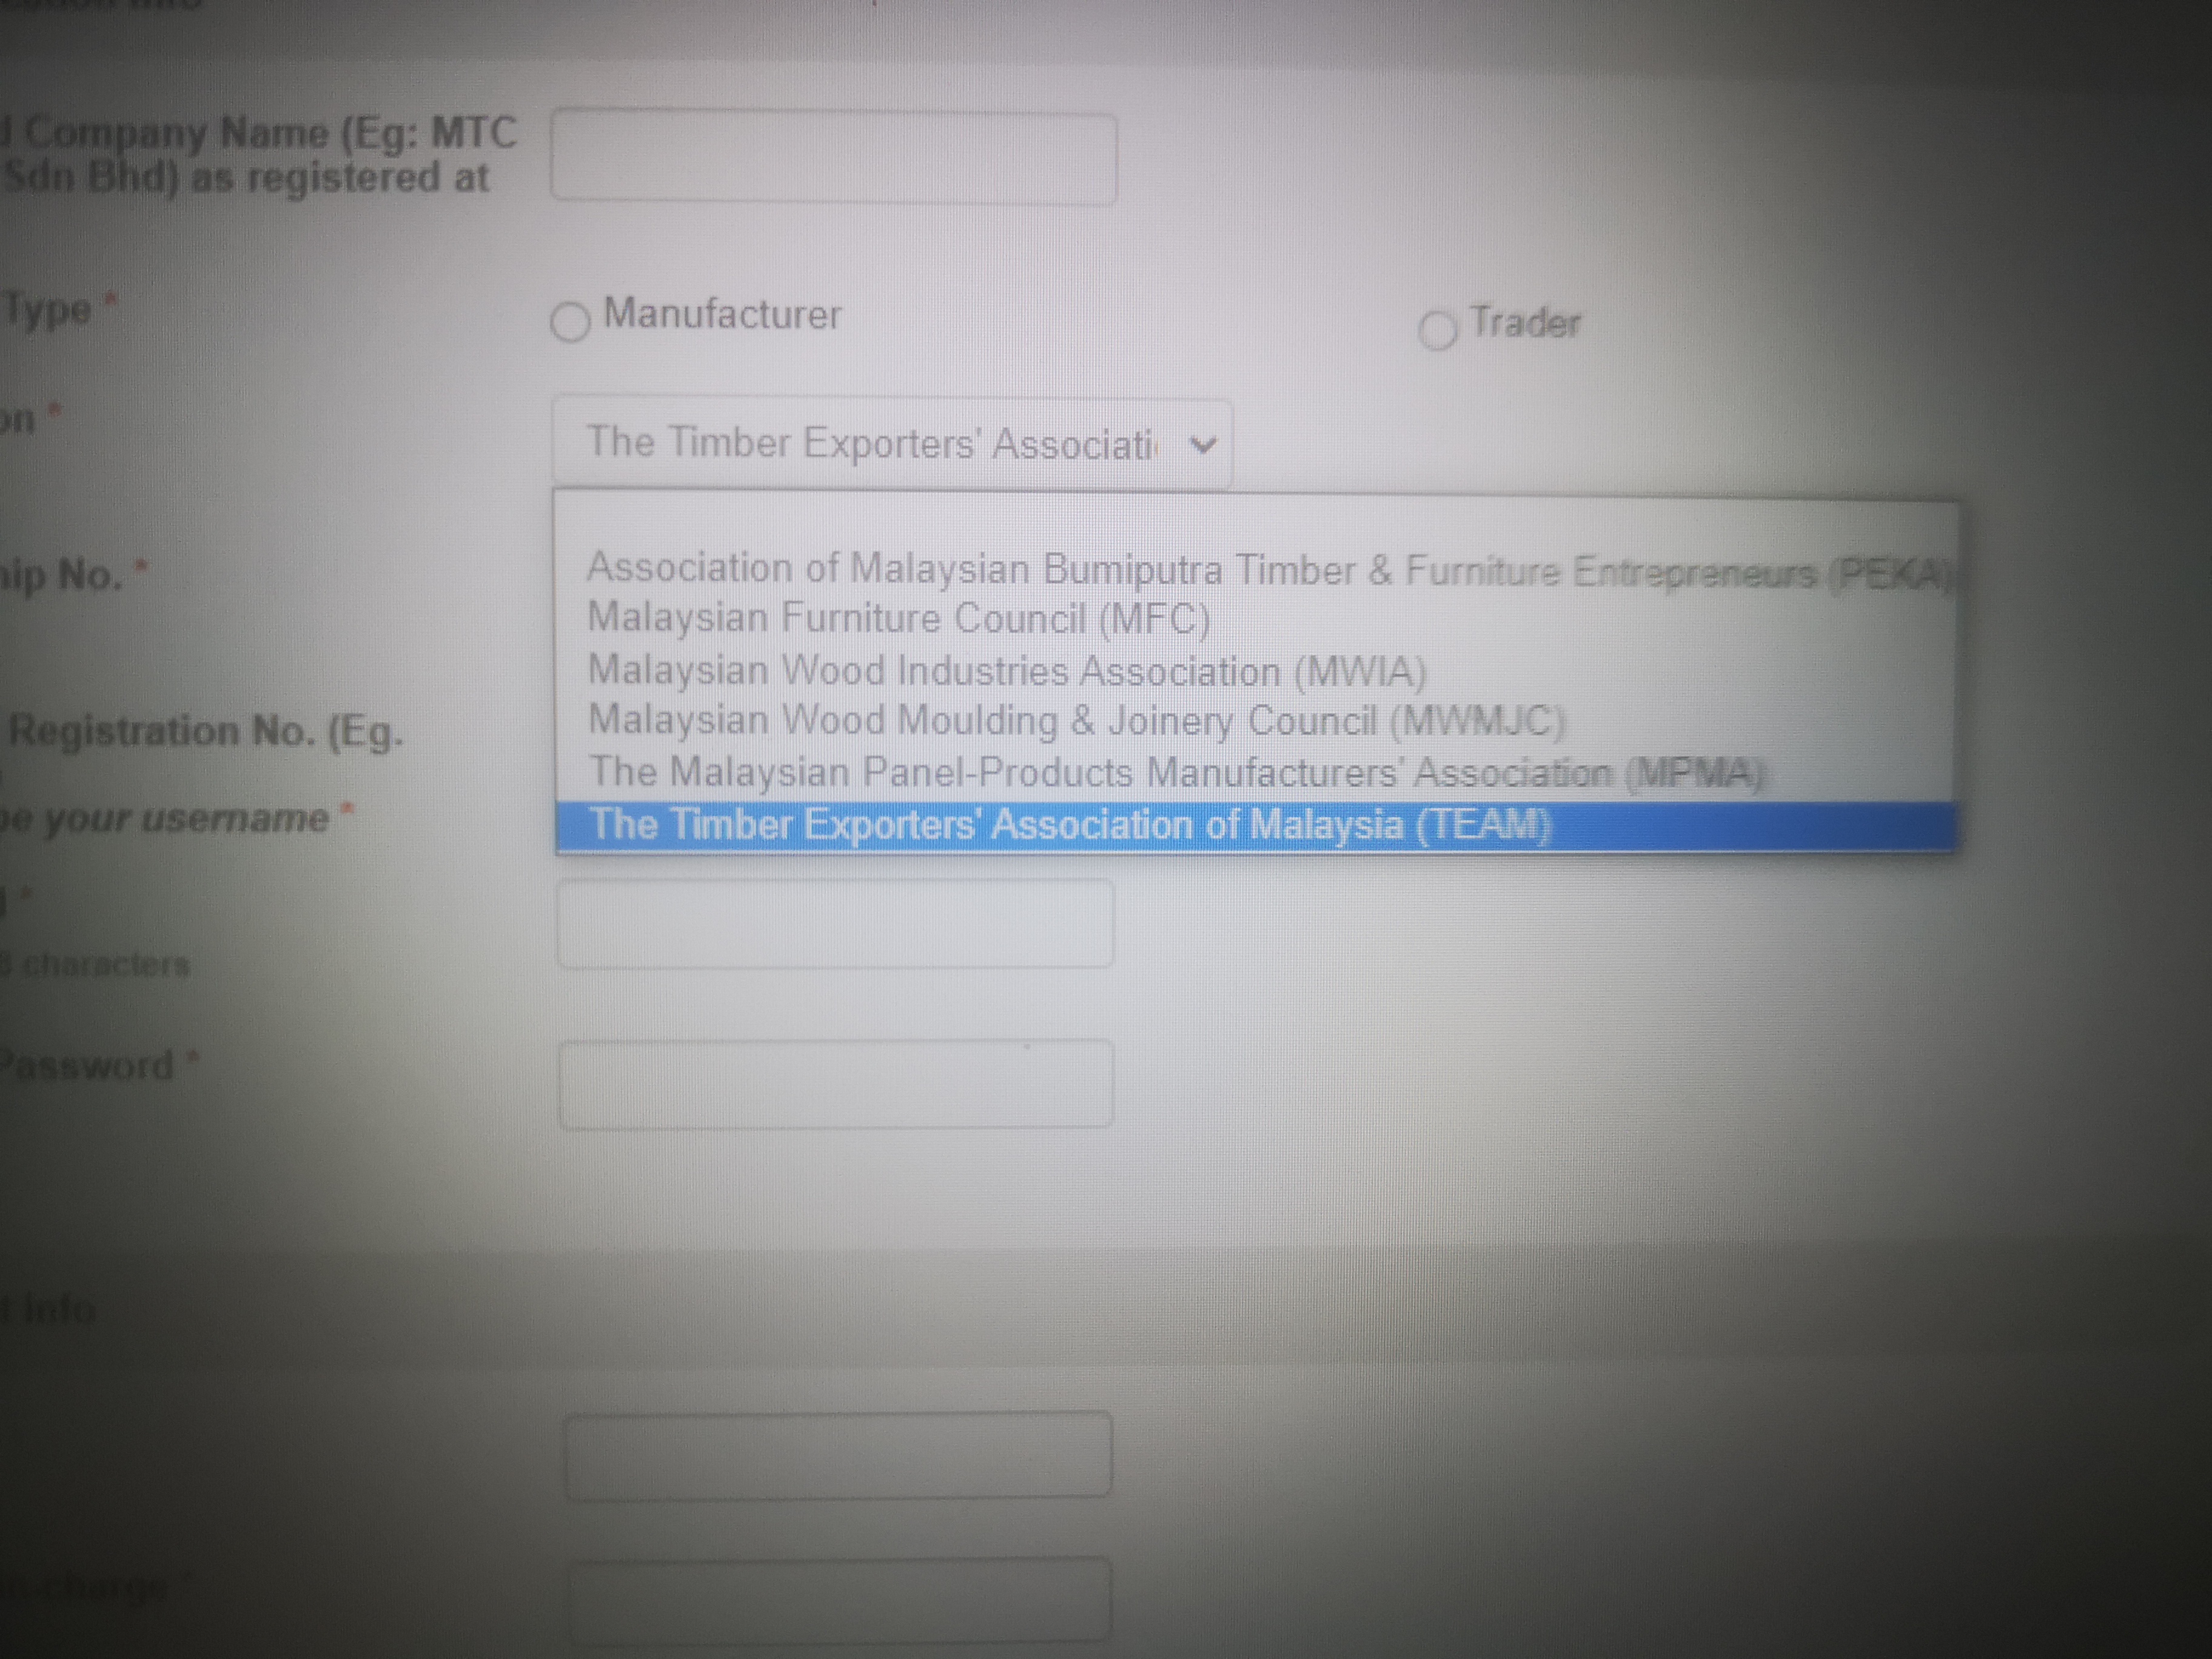 Company Name (Eg: MTC
Sdn Bhd) as registered at
Type *
Manufacturer
Trader
on *
The Timber Exporters' Associati
Association of Malaysian Bumiputra Timber & Furniture Entrepreneurs (PEKA)
Malaysian Furniture Council (MFC)
hip No. *
Malaysian Wood Industries Association (MWIA)
Malaysian Wood Moulding & Joinery Council (MWMJC)
Registration No. (Eg.
The Malaysian Panel-Products Manufacturers' Association (MPMA)
be your username *
The Timber Exporters' Association of Malaysia (TEAM)
*
8 characters
Password *
t Info
in-charge *